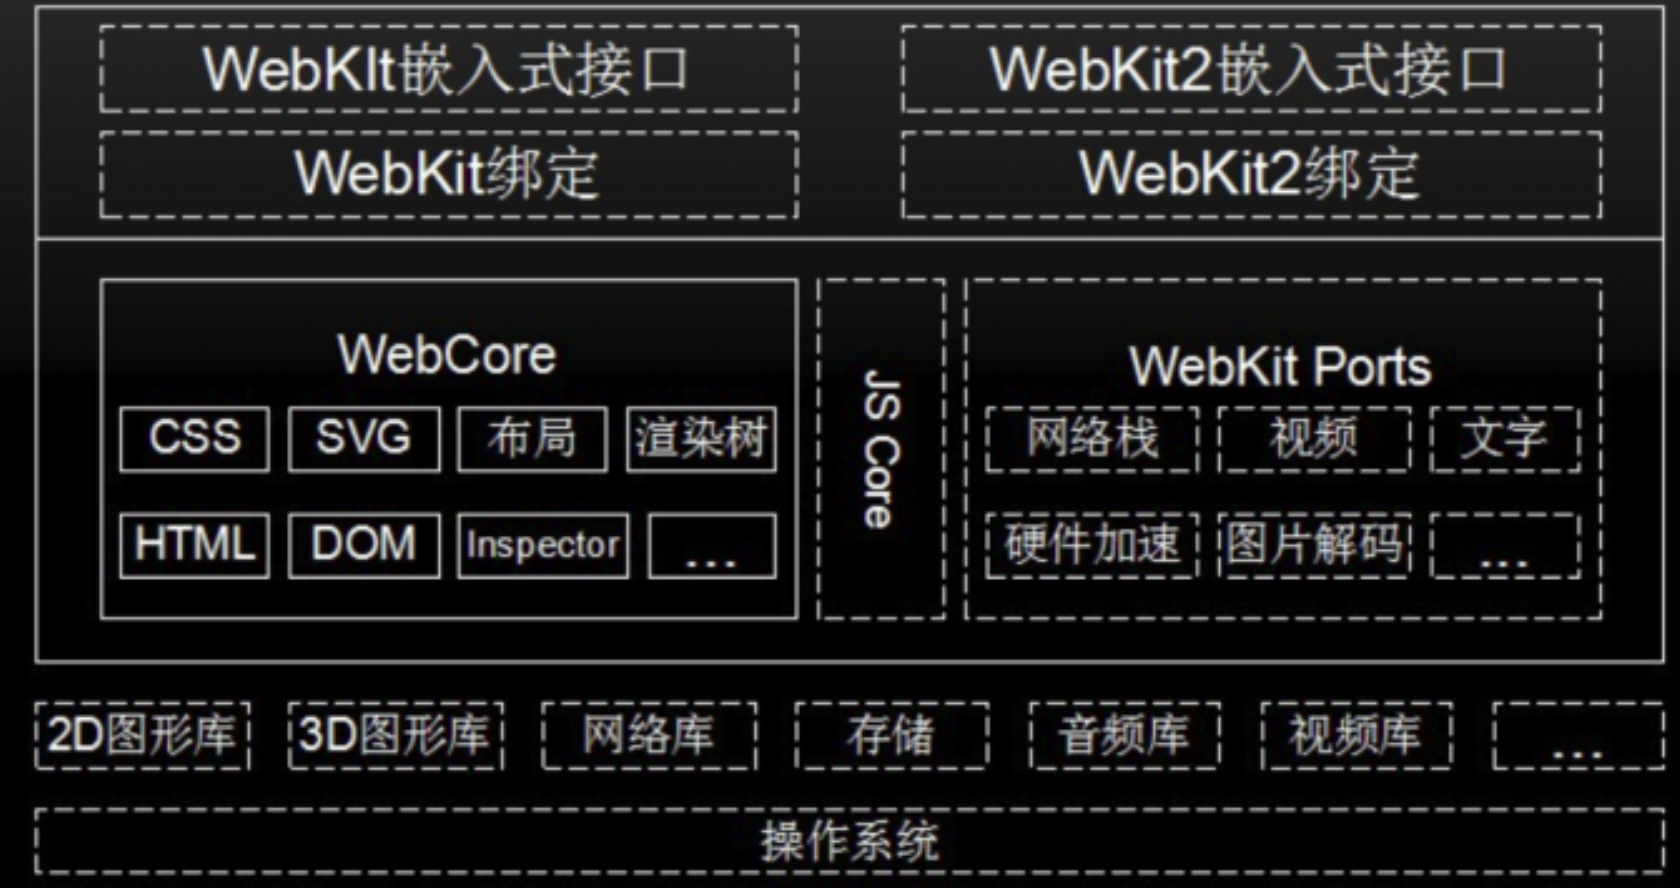 WebKIt嵌入式接口 WebKit2嵌入式接口
WebKit绑定 WebKit2绑定
WebCore
CSS SVG 布局 渲染树
HTML DOM Inspector ...
JS Core
WebKit Ports
网络栈 视频 文字
硬件加速 图片解码 ...
2D图形库 3D图形库 网络库 存储 音频库 视频库 ...
操作系统